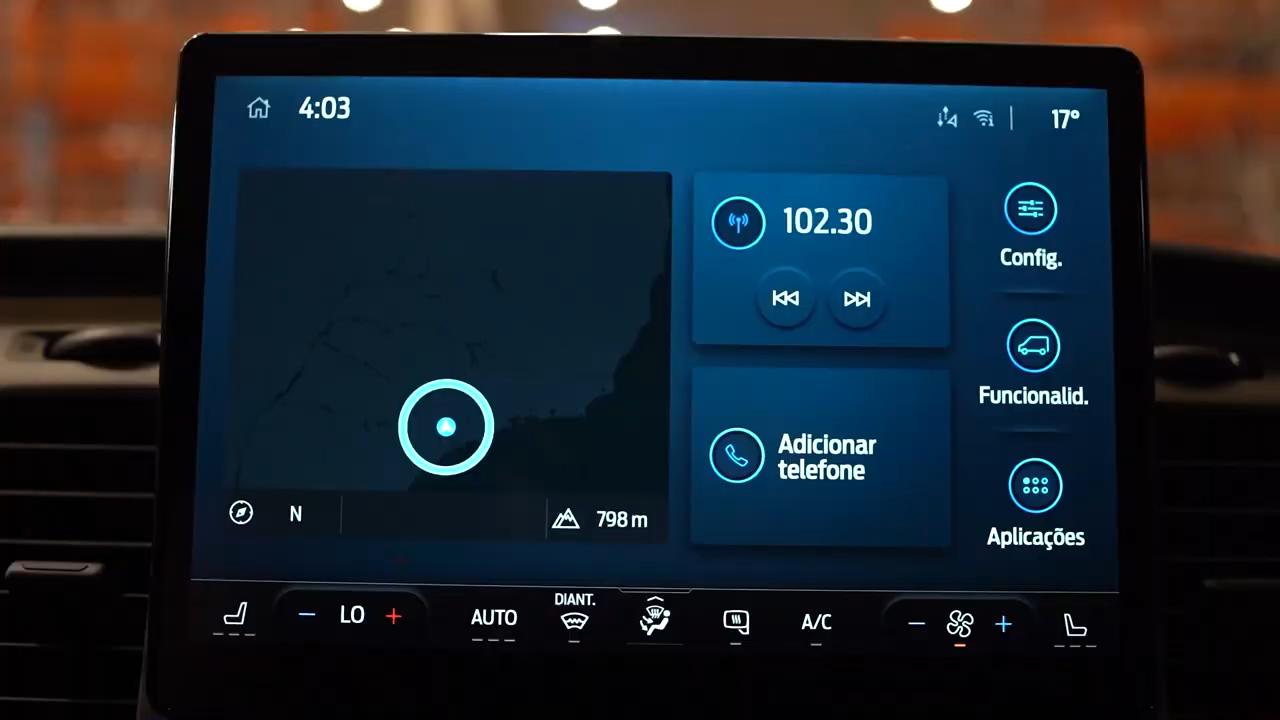 4:03
17°
102.30
Config.
Funcionalid.
Adicionar
telefone
Aplicações
N
798 m
LO
AUTO
DIANT.
A/C